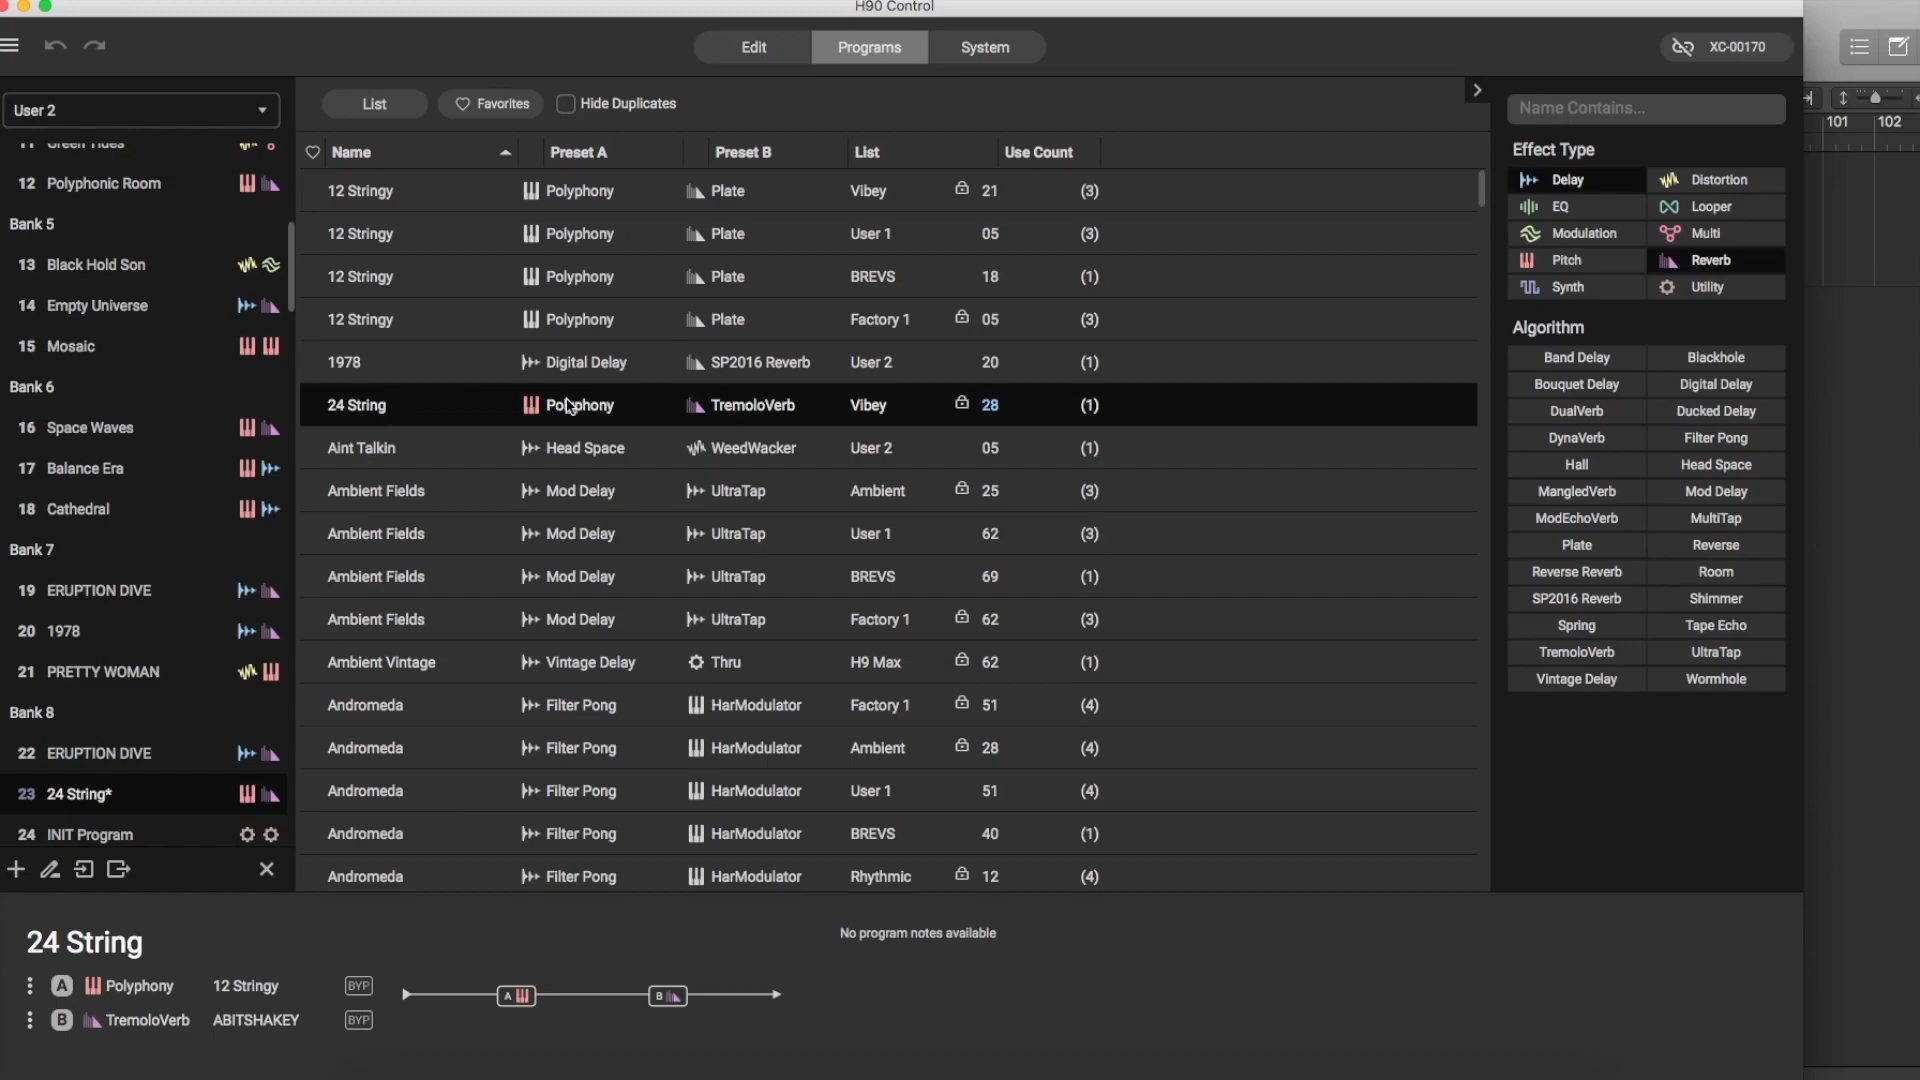 H90 Control
Edit
Programs
System
XC-00170
User 2
11 Green Tides
12 Polyphonic Room
Bank 5
13 Black Hold Son
14 Empty Universe
15 Mosaic
Bank 6
16 Space Waves
17 Balance Era
18 Cathedral
Bank 7
19 ERUPTION DIVE
20 1978
21 PRETTY WOMAN
Bank 8
22 ERUPTION DIVE
23 24 String*
24 INIT Program
List
Favorites
Hide Duplicates
Name Preset A Preset B List Use Count
12 Stringy Polyphony Plate Vibey 21 (3)
12 Stringy Polyphony Plate User 1 05 (3)
12 Stringy Polyphony Plate BREVS 18 (1)
12 Stringy Polyphony Plate Factory 1 05 (3)
1978 Digital Delay SP2016 Reverb User 2 20 (1)
24 String Polyphony TremoloVerb Vibey 28 (1)
Aint Talkin Head Space WeedWacker User 2 05 (1)
Ambient Fields Mod Delay UltraTap Ambient 25 (3)
Ambient Fields Mod Delay UltraTap User 1 62 (3)
Ambient Fields Mod Delay UltraTap BREVS 69 (1)
Ambient Fields Mod Delay UltraTap Factory 1 62 (3)
Ambient Vintage Vintage Delay Thru H9 Max 62 (1)
Andromeda Filter Pong HarModulator Factory 1 51 (4)
Andromeda Filter Pong HarModulator Ambient 28 (4)
Andromeda Filter Pong HarModulator User 1 51 (4)
Andromeda Filter Pong HarModulator BREVS 40 (1)
Andromeda Filter Pong HarModulator Rhythmic 12 (4)
Name Contains...
Effect Type
Delay Distortion
EQ Looper
Modulation Multi
Pitch Reverb
Synth Utility
Algorithm
Band Delay Blackhole
Bouquet Delay Digital Delay
DualVerb Ducked Delay
DynaVerb Filter Pong
Hall Head Space
MangledVerb Mod Delay
ModEchoVerb MultiTap
Plate Reverse
Reverse Reverb Room
SP2016 Reverb Shimmer
Spring Tape Echo
TremoloVerb UltraTap
Vintage Delay Wormhole
101 102
24 String
A Polyphony 12 Stringy BYP
B TremoloVerb ABITSHAKEY BYP
A B
No program notes available